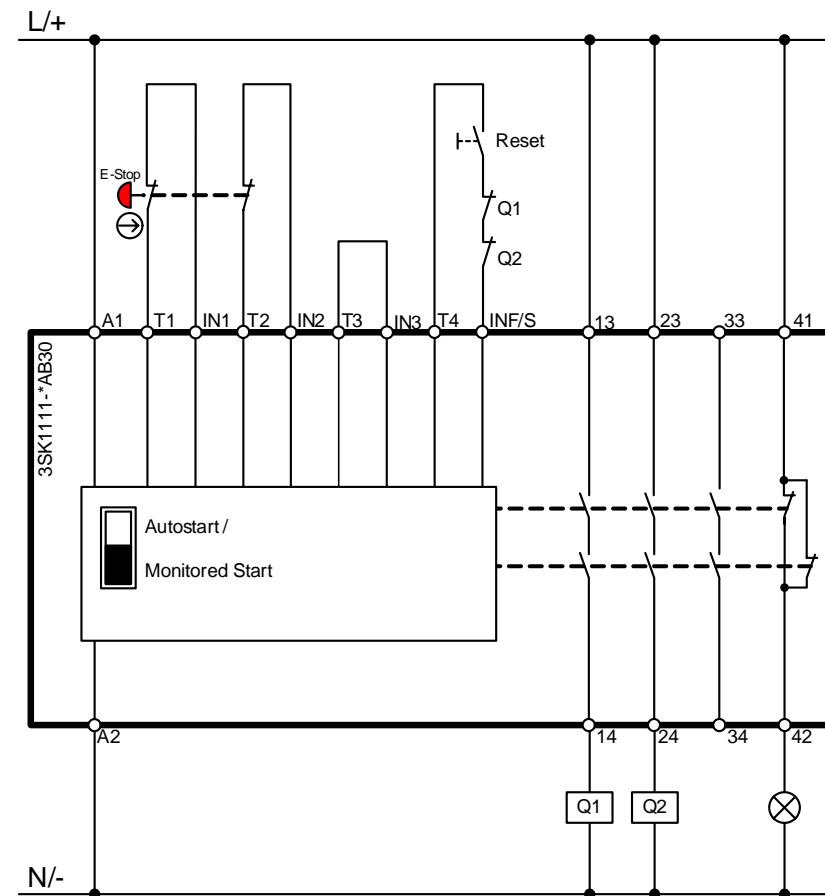 L/+
E-Stop
Reset
Q1
Q2
A1 T1 IN1 T2 IN2 T3 IN3 T4 INF/S 13 23 33 41
3SK1111-*AB30
Autostart /
Monitored Start
A2 14 24 34 42
Q1 Q2
N/-